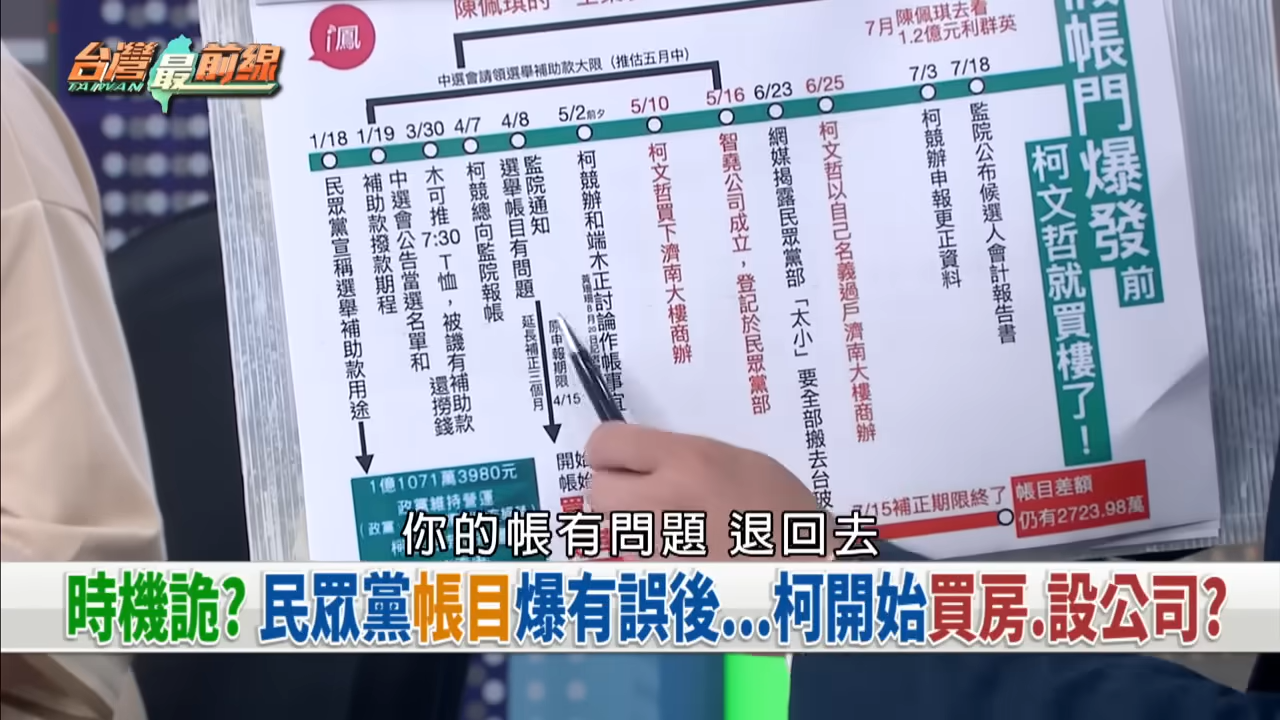 台灣最前線
TAIWAN
i鳳
7月陳佩琪去看
1.2億元利群英
中選會請領選舉補助款大限（推估五月中）
1/18
民眾黨宣稱選舉補助款用途
1/19
中選會公告當選名單和
補助款撥款期程
3/30
木可推7:30 T恤，被譏有補助款
還撈錢
4/7
柯競總向監院報帳
4/8
監院通知
選舉帳目有問題
原申報期限 4/15
延長補正三個月
5/2前夕
柯競辦和端木正討論作帳事宜
5/10
柯文哲買下濟南大樓商辦
5/16
智堯公司成立，登記於民眾黨部
6/23
網媒揭露民眾黨部「太小」要全部搬去台玻
6/25
柯文哲以自己名義過戶濟南大樓商辦
7/3
柯競辦申報更正資料
7/18
監院公布候選人會計報告書
帳門爆發前
柯文哲就買樓了！
1億1071萬3980元
政黨維持營運
開始
帳始
7/15補正期限終了
帳目差額
仍有2723.98萬
你的帳有問題 退回去
時機詭? 民眾黨帳目爆有誤後...柯開始買房.設公司?